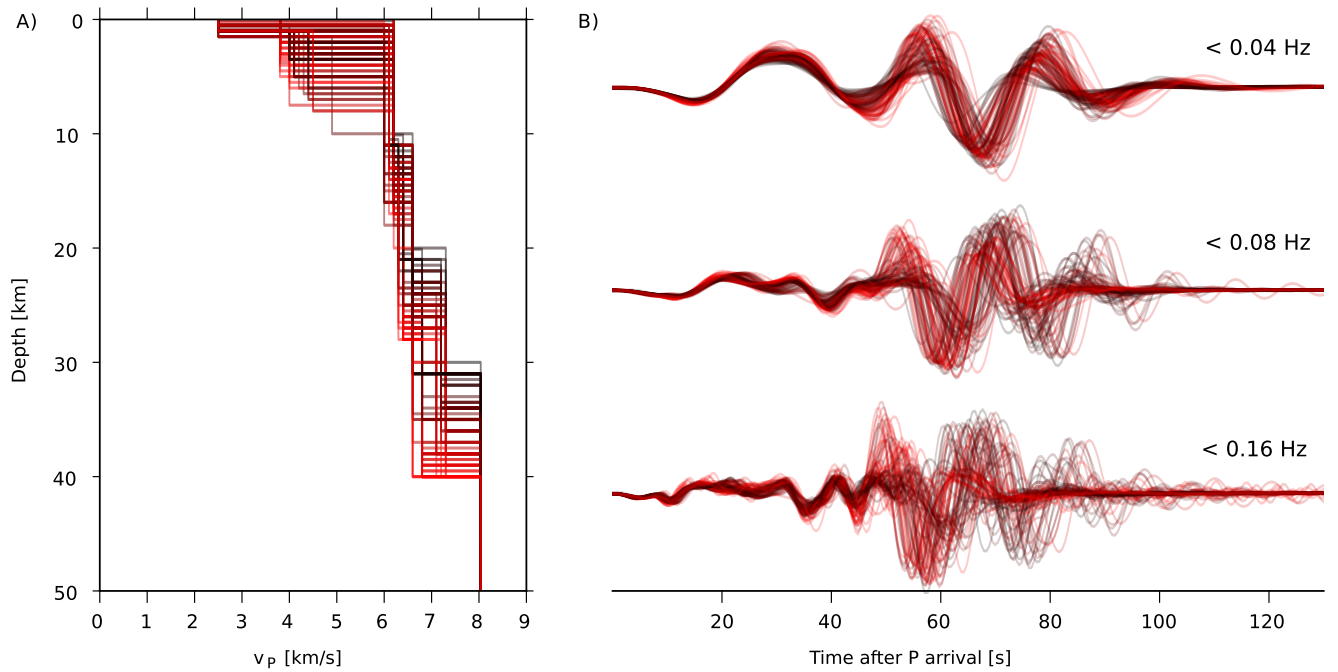 A)
0
10
20
30
40
50
Depth [km]
0 1 2 3 4 5 6 7 8 9
vP [km/s]
B)
< 0.04 Hz
< 0.08 Hz
< 0.16 Hz
20 40 60 80 100 120
Time after P arrival [s]